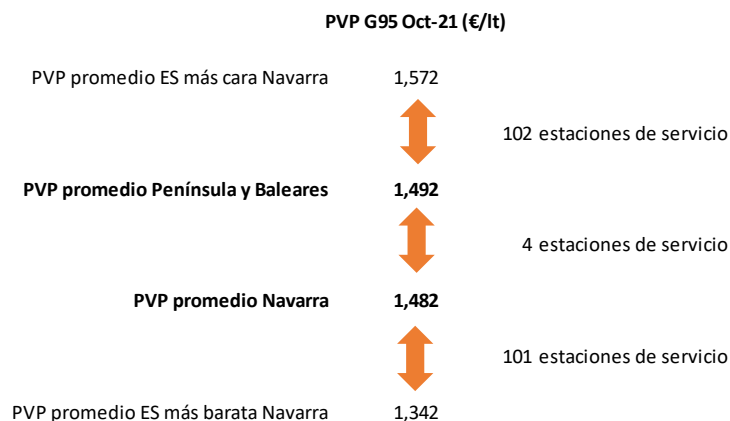 PVP G95 Oct-21 (€/lt)
PVP promedio ES más cara Navarra 1,572
102 estaciones de servicio
PVP promedio Península y Baleares 1,492
4 estaciones de servicio
PVP promedio Navarra 1,482
101 estaciones de servicio
PVP promedio ES más barata Navarra 1,342